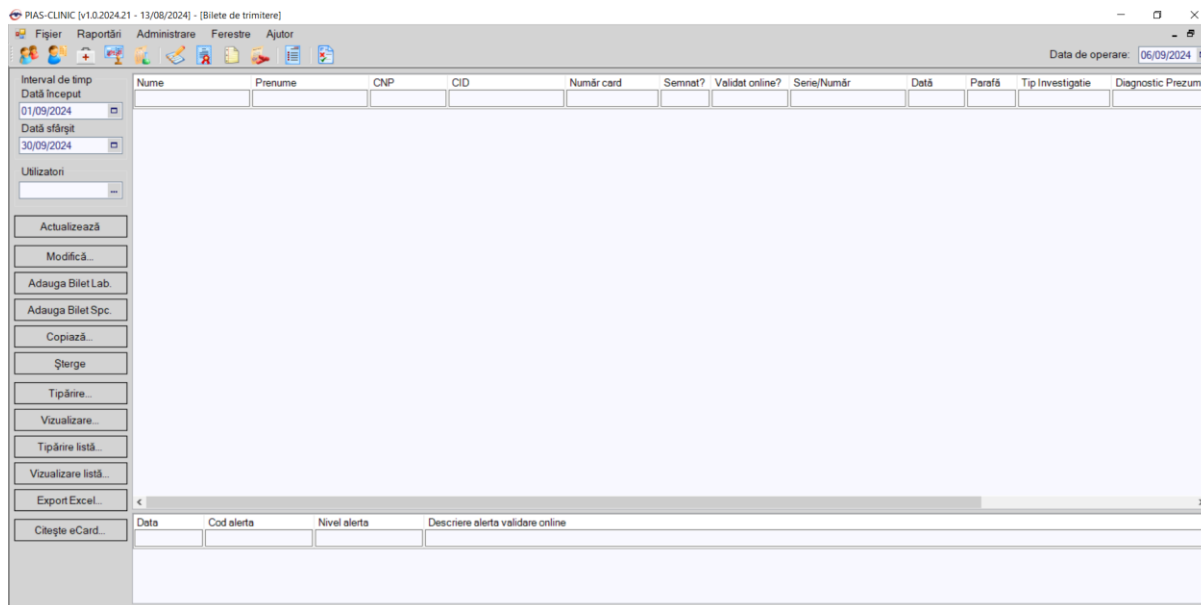 PIAS-CLINIC [v1.0.2024.21 - 13/08/2024] - [Bilete de trimitere]
Fișier Raportări Administrare Ferestre Ajutor
Data de operare: 06/09/2024
Interval de timp
Dată început
01/09/2024
Dată sfârșit
30/09/2024
Utilizatori
...
Actualizează
Modifică...
Adauga Bilet Lab.
Adauga Bilet Spc.
Copiază...
Șterge
Tipărire...
Vizualizare...
Tipărire listă...
Vizualizare listă...
Export Excel...
Citește eCard...
Nume Prenume CNP CID Număr card Semnat? Validat online? Serie/Număr Dată Parafă Tip Investigatie Diagnostic Prezum
Data Cod alerta Nivel alerta Descriere alerta validare online